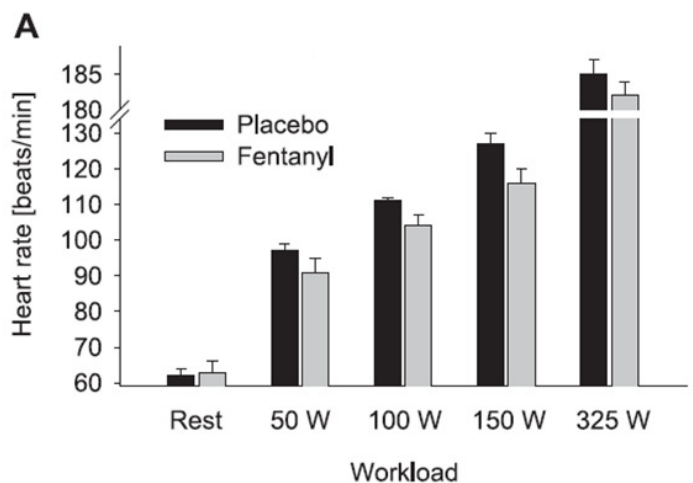 A
Heart rate [beats/min]
185
180
130
120
110
100
90
80
70
60
Placebo
Fentanyl
Rest 50 W 100 W 150 W 325 W
Workload